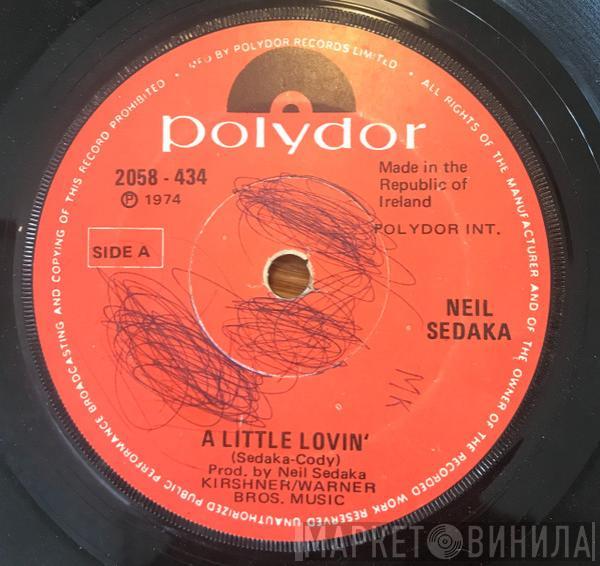 MFD BY POLYDOR RECORDS LIMITED • ALL RIGHTS OF THE MANUFACTURER AND OF THE OWNER OF THE RECORDED WORK RESERVED UNAUTHORIZED PUBLIC PERFORMANCE BROADCASTING AND COPYING OF THIS RECORD PROHIBITED •
polydor
2058 - 434
℗ 1974
Made in the
Republic of
Ireland
POLYDOR INT.
SIDE A
NEIL
SEDAKA
MK
A LITTLE LOVIN'
(Sedaka-Cody)
Prod. by Neil Sedaka
KIRSHNER/WARNER
BROS. MUSIC
МАРКЕТ ВИНИЛА